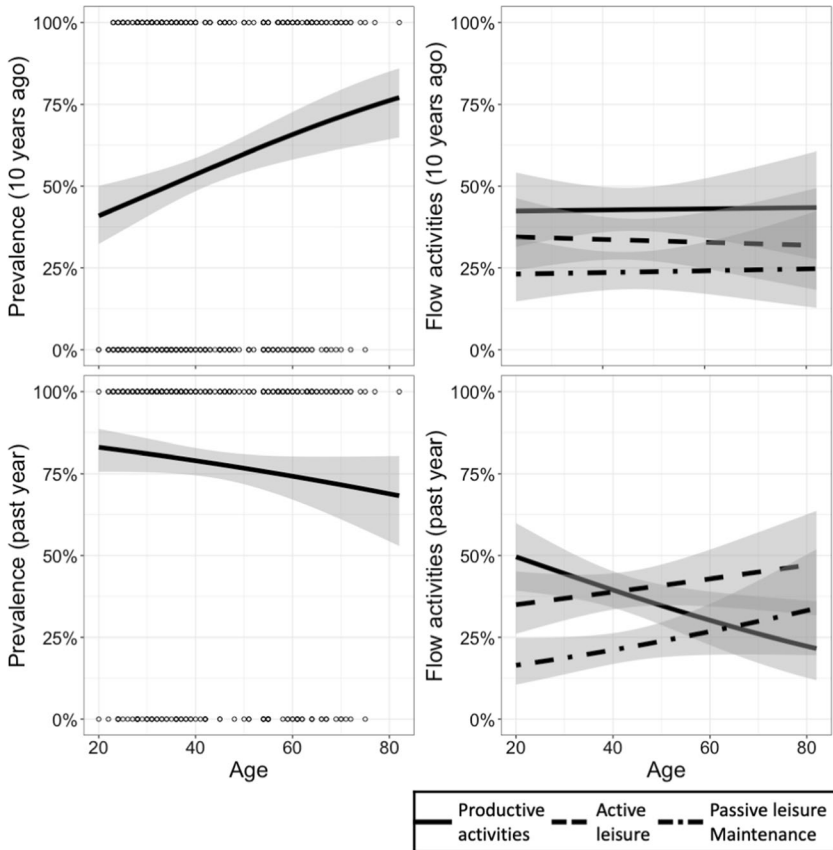 Prevalence (10 years ago)
100%
75%
50%
25%
0%
Flow activities (10 years ago)
100%
75%
50%
25%
0%
Prevalence (past year)
100%
75%
50%
25%
0%
20 40 60 80
Age
Flow activities (past year)
100%
75%
50%
25%
0%
20 40 60 80
Age
Productive
activities
Active
leisure
Passive leisure
Maintenance